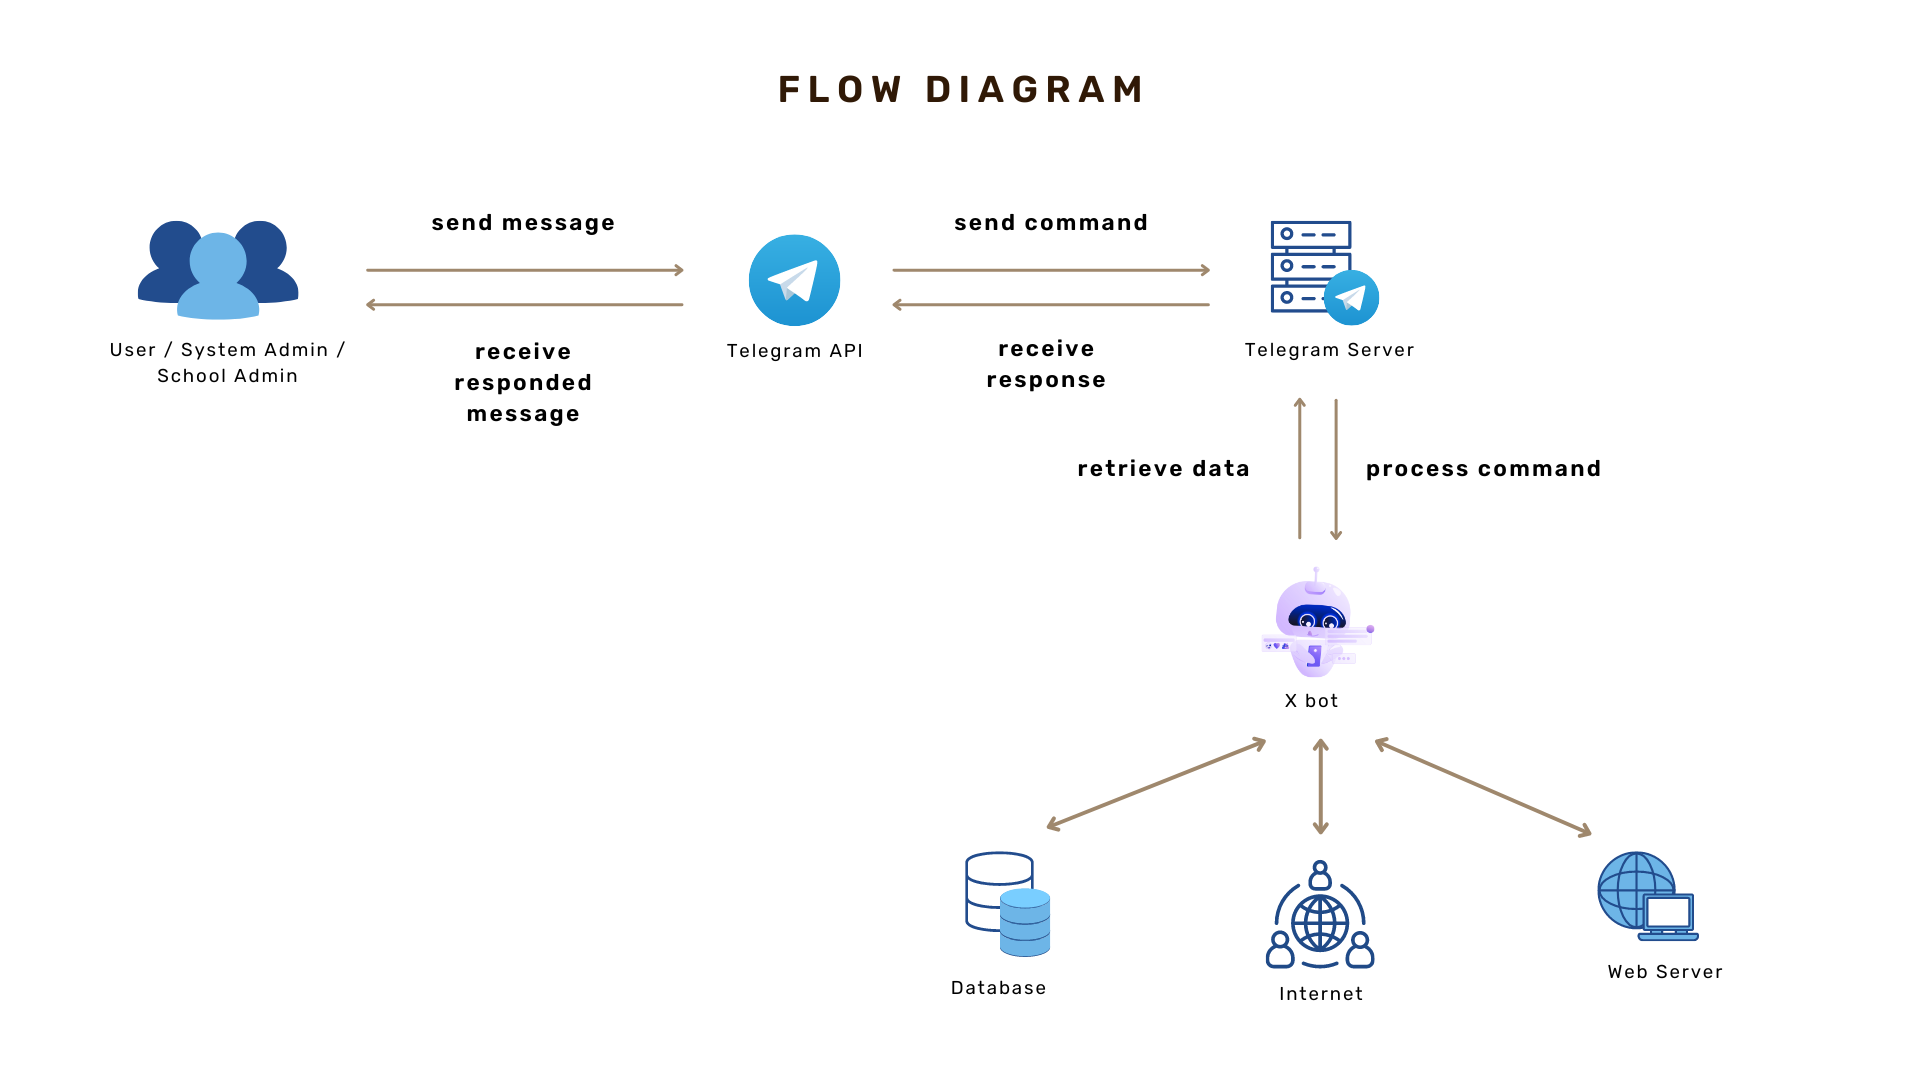 FLOW DIAGRAM
send message
send command
User / System Admin /
School Admin
receive
responded
message
Telegram API
receive
response
Telegram Server
retrieve data
process command
X bot
Database
Internet
Web Server